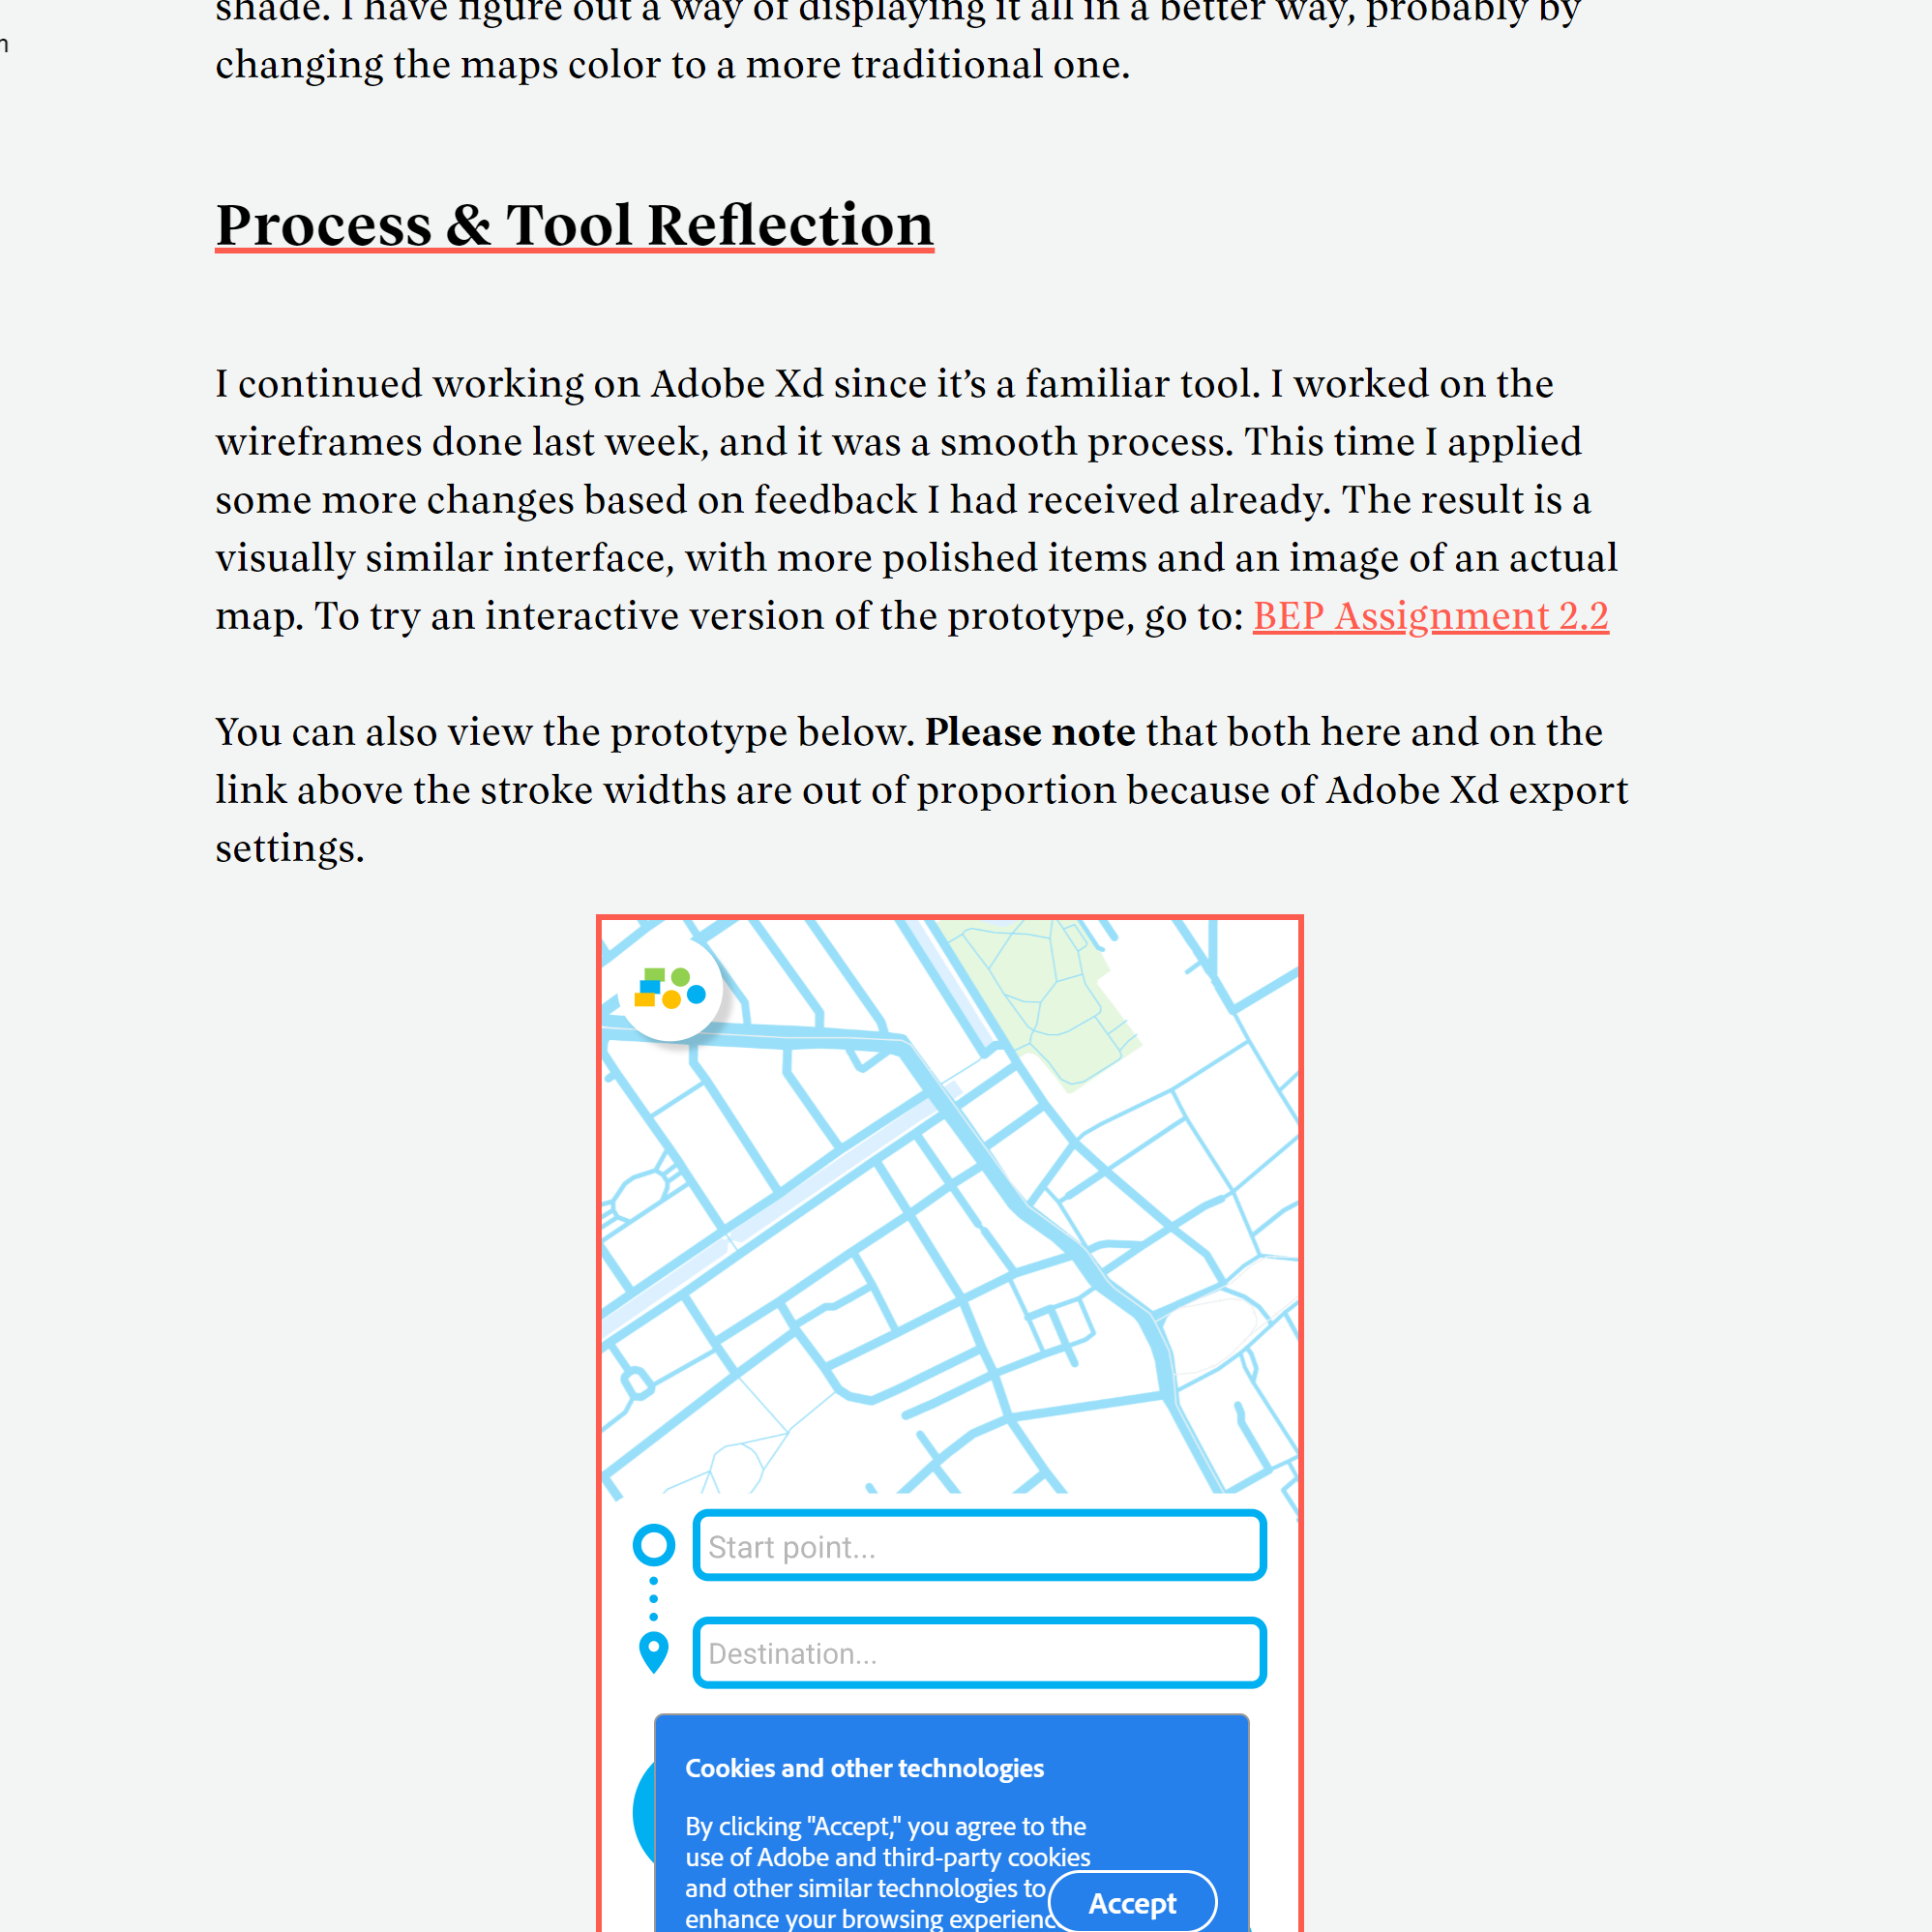 shade. I have figure out a way of displaying it all in a better way, probably by
changing the maps color to a more traditional one.
Process & Tool Reflection
I continued working on Adobe Xd since it’s a familiar tool. I worked on the
wireframes done last week, and it was a smooth process. This time I applied
some more changes based on feedback I had received already. The result is a
visually similar interface, with more polished items and an image of an actual
map. To try an interactive version of the prototype, go to: BEP Assignment 2.2
You can also view the prototype below. Please note that both here and on the
link above the stroke widths are out of proportion because of Adobe Xd export
settings.
Start point...
Destination...
Cookies and other technologies
By clicking "Accept," you agree to the
use of Adobe and third-party cookies
and other similar technologies to
enhance your browsing
Accept